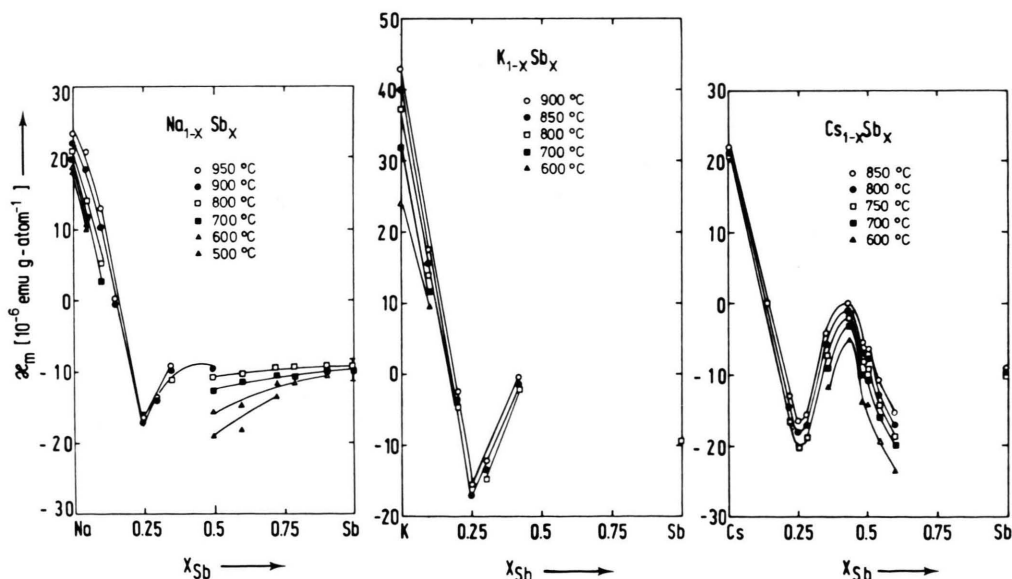 ϰm [10⁻⁶ emu g-atom⁻¹] ⟶
30
20
10
0
-10
-20
-30
Na1-x Sbx
○ 950 °C
● 900 °C
□ 800 °C
■ 700 °C
▲ 600 °C
▲ 500 °C
Na 0.25 0.5 0.75 Sb
XSb ⟶
50
40
30
20
10
0
-10
-20
K1-x Sbx
○ 900 °C
● 850 °C
□ 800 °C
■ 700 °C
▲ 600 °C
K 0.25 0.5 0.75 Sb
XSb ⟶
30
20
10
0
-10
-20
-30
Cs1-xSbx
○ 850 °C
● 800 °C
□ 750 °C
■ 700 °C
▲ 600 °C
Cs 0.25 0.5 0.75 Sb
XSb ⟶